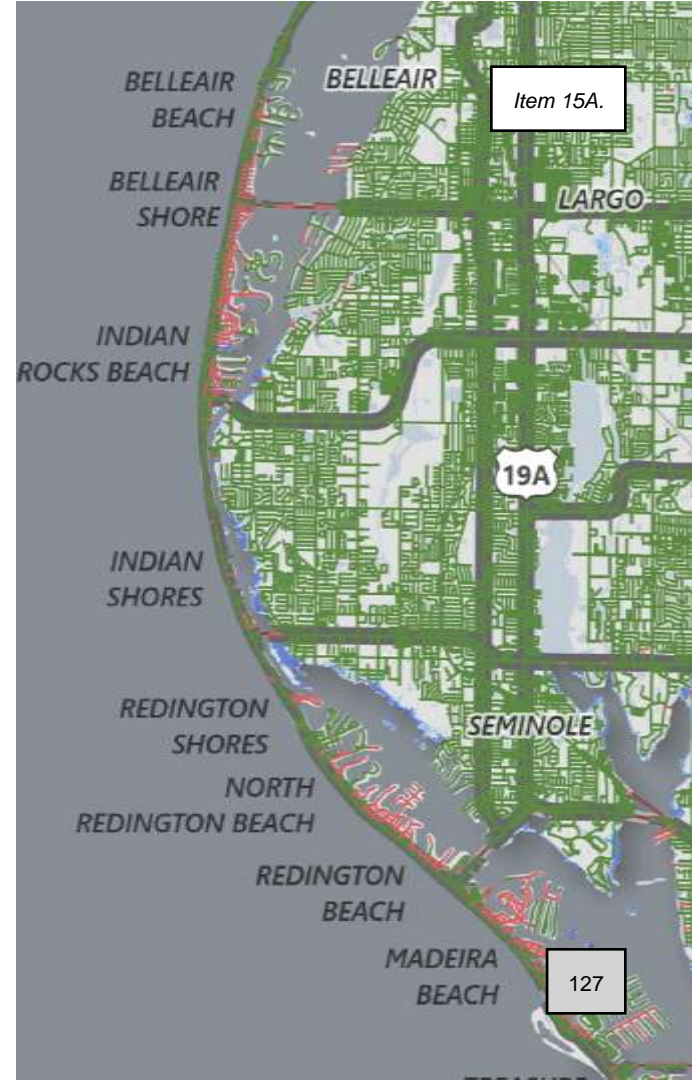 BELLEAIR
BEACH
BELLEAIR
Item 15A.
BELLEAIR
SHORE
LARGO
INDIAN
ROCKS BEACH
19A
INDIAN
SHORES
REDINGTON
SHORES
SEMINOLE
NORTH
REDINGTON BEACH
REDINGTON
BEACH
MADEIRA
BEACH
127